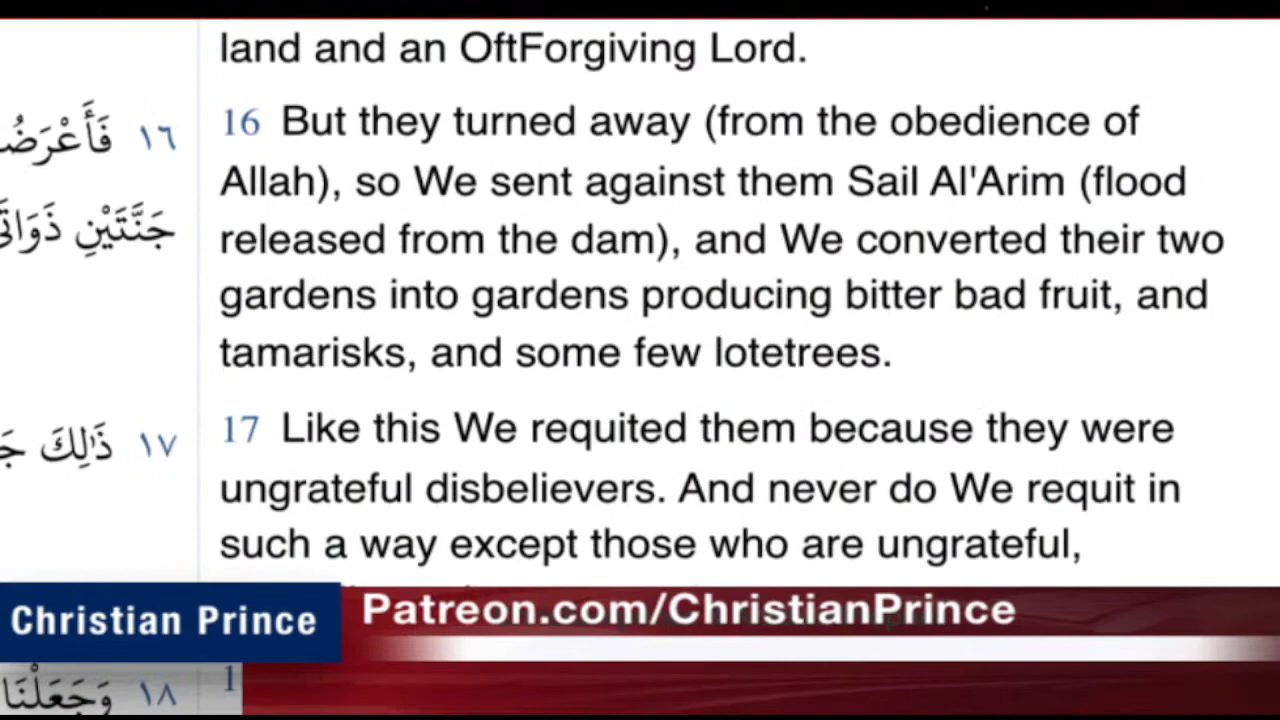 land and an OftForgiving Lord.
١٦ فَأَعْرَضُ
16 But they turned away (from the obedience of
Allah), so We sent against them Sail Al'Arim (flood
جَنَّتَيْنِ
released from the dam), and We converted their two
gardens into gardens producing bitter bad fruit, and
tamarisks, and some few lotetrees.
١٧ ذَٰلِكَ
17 Like this We requited them because they were
ungrateful disbelievers. And never do We requit in
such a way except those who are ungrateful,
Christian Prince
Patreon.com/ChristianPrince
١٨ وَجَعَلْنَا
1